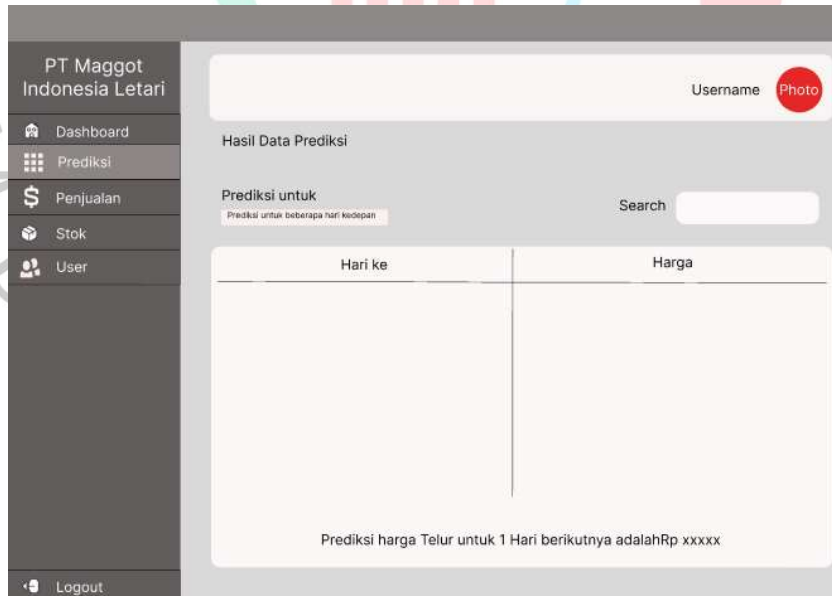 PT Maggot
Indonesia Letari
Username
Photo
Dashboard
Hasil Data Prediksi
Prediksi
Penjualan
Prediksi untuk
Search
Prediksi untuk beberapa hari kedepan
Stok
User
Hari ke
Harga
Prediksi harga Telur untuk 1 Hari berikutnya adalahRp xxxxx
Logout